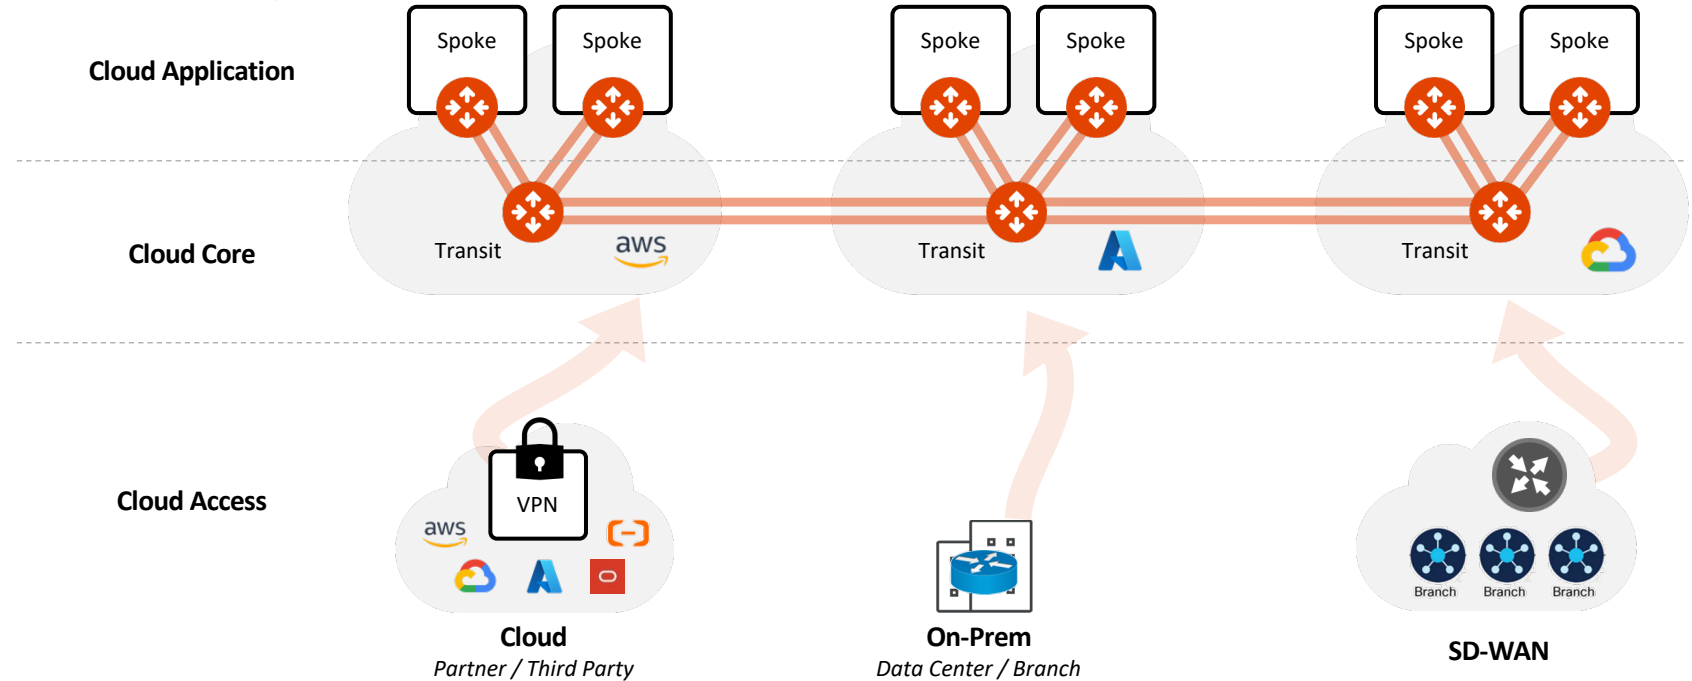 Spoke
Spoke
Spoke
Spoke
Spoke
Spoke
Cloud Application
Cloud Core
Transit
aws
Transit
Transit
Cloud Access
VPN
aws
Branch
Branch
Branch
Cloud
Partner / Third Party
On-Prem
Data Center / Branch
SD-WAN